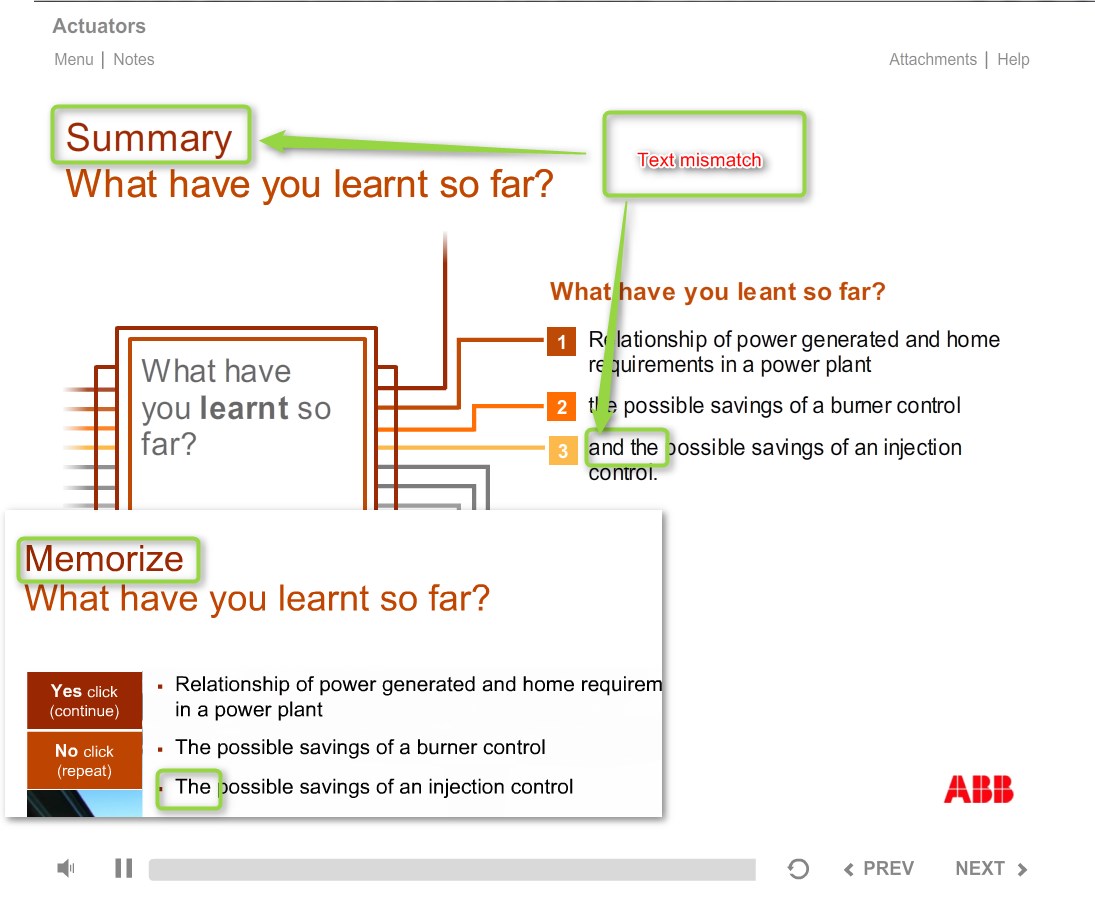 Actuators
Menu | Notes
Attachments | Help
Summary
What have you learnt so far?
Text mismatch
What have you leant so far?
1 Relationship of power generated and home
requirements in a power plant
2 the possible savings of a burner control
3 and the possible savings of an injection
control.
What have
you learnt so
far?
Memorize
What have you learnt so far?
Yes click
(continue)
No click
(repeat)
▪ Relationship of power generated and home requirem
in a power plant
▪ The possible savings of a burner control
▪ The possible savings of an injection control
ABB
PREV
NEXT